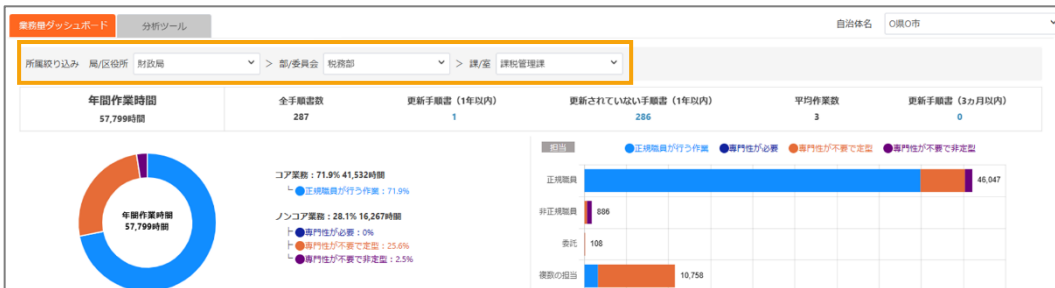 業務量ダッシュボード 分析ツール 自治体名 O県O市
所属絞り込み 局/区役所 財政局 > 部/委員会 税務部 > 課/室 課税管理課
年間作業時間 全手順書数 更新手順書（1年以内） 更新されていない手順書（1年以内） 平均作業数 更新手順書（3ヵ月以内）
57,799時間 287 1 286 3 0
担当 正規職員が行う作業 専門性が必要 専門性が不要で定型 専門性が不要で非定型
コア業務：71.9% 41,532時間
正規職員が行う作業：71.9%
年間作業時間
57,799時間
ノンコア業務：28.1% 16,267時間
専門性が必要：0%
専門性が不要で定型：25.6%
専門性が不要で非定型：2.5%
正規職員 46,047
非正規職員 886
委託 108
複数の担当 10,758